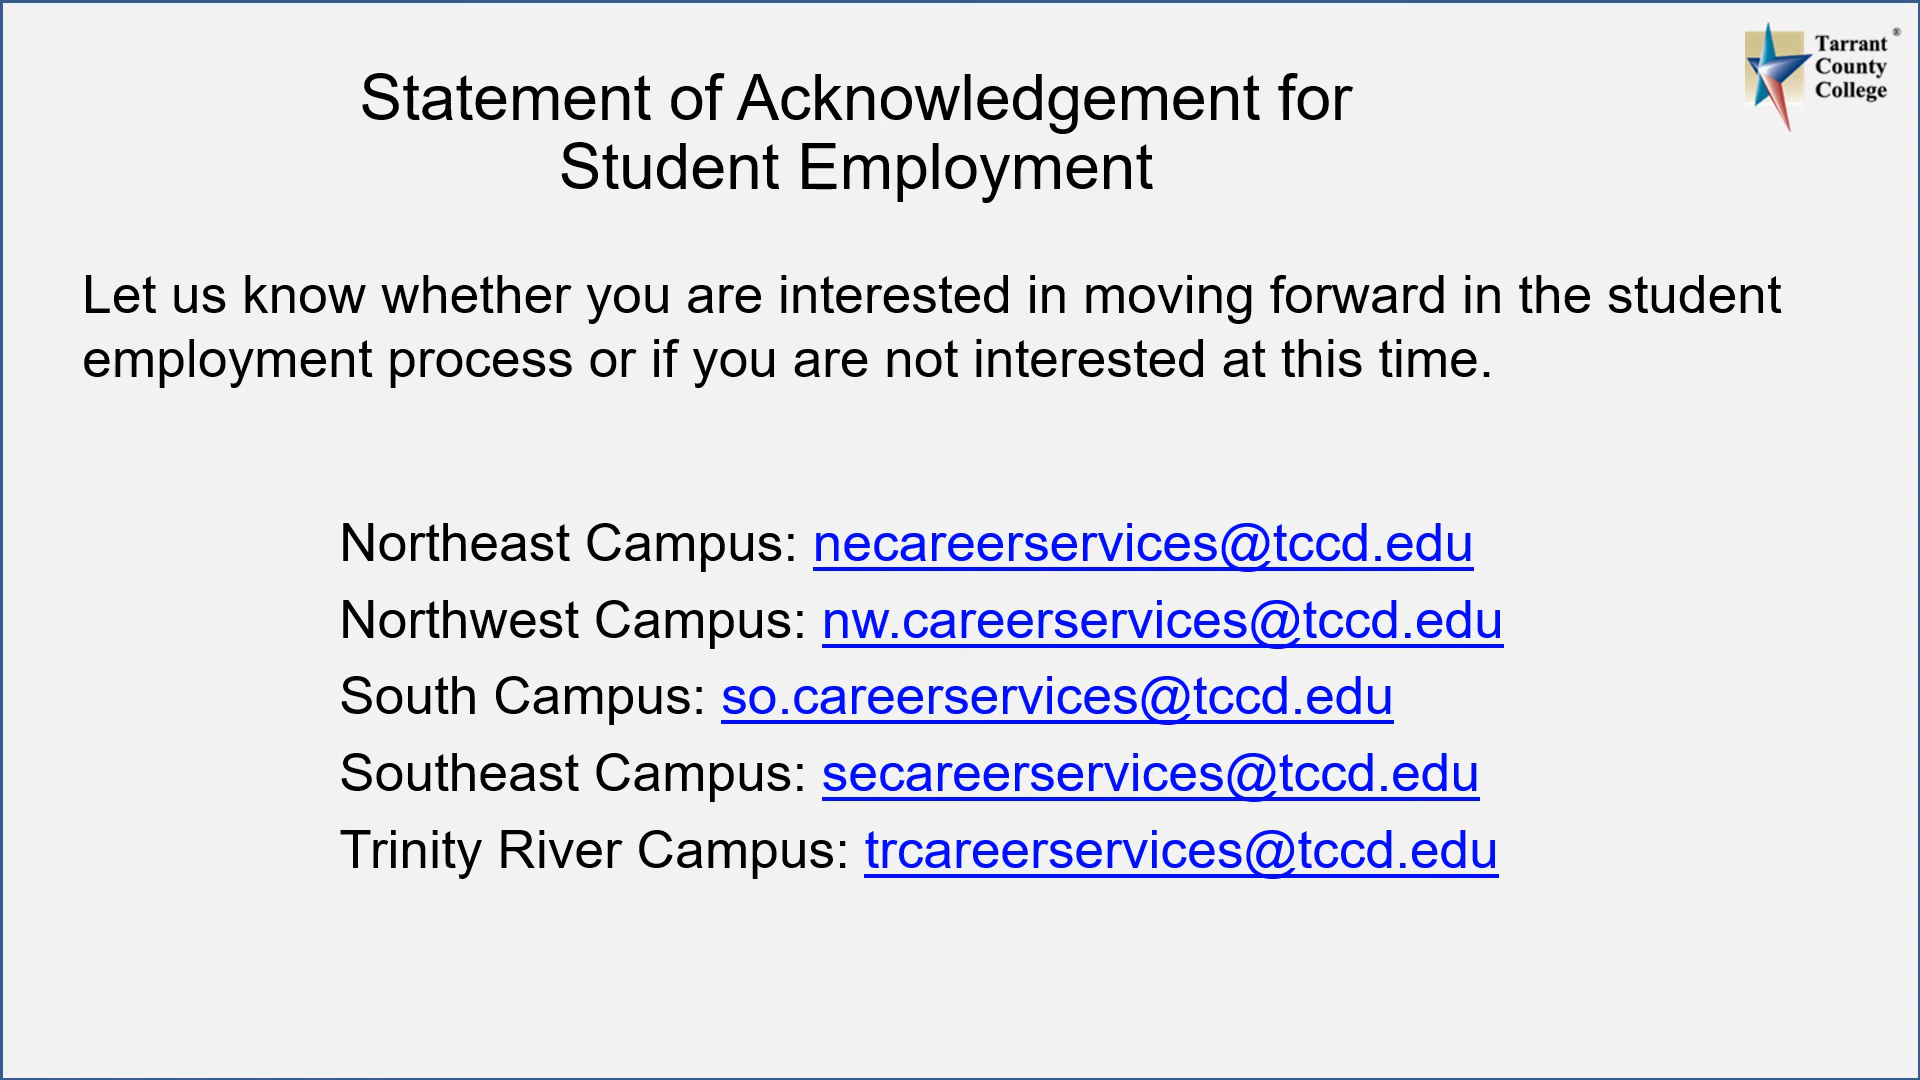 Tarrant ®
County
College
Statement of Acknowledgement for
Student Employment
Let us know whether you are interested in moving forward in the student
employment process or if you are not interested at this time.
Northeast Campus: necareerservices@tccd.edu
Northwest Campus: nw.careerservices@tccd.edu
South Campus: so.careerservices@tccd.edu
Southeast Campus: secareerservices@tccd.edu
Trinity River Campus: trcareerservices@tccd.edu